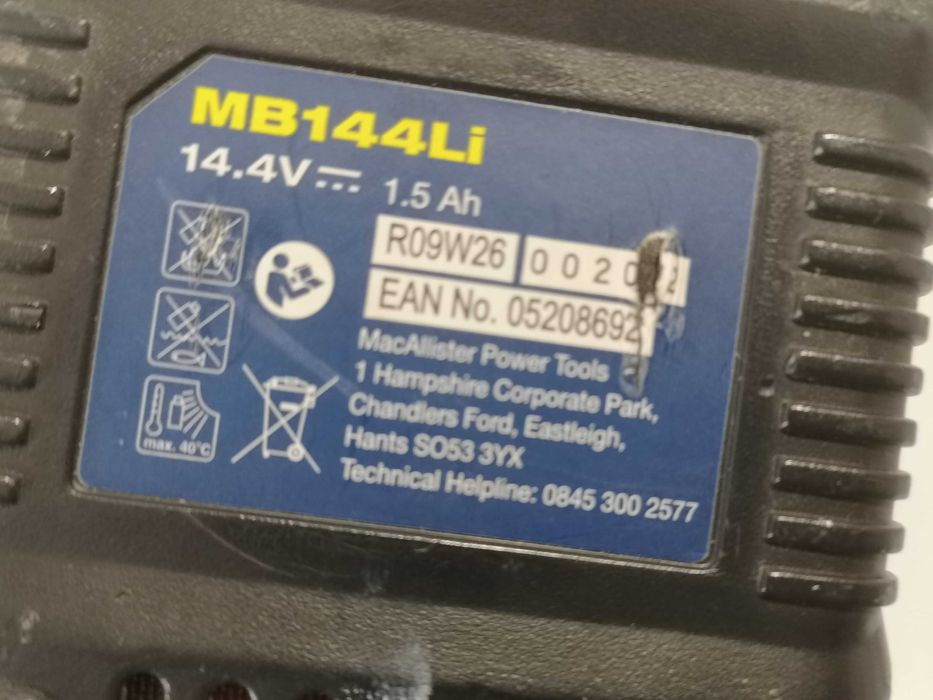 MB144Li
14.4V
1.5 Ah
R09W26
EAN No. 05208692
MacAllister Power Tools
1 Hampshire Corporate Park,
Chandlers Ford, Eastleigh,
Hants SO53 3YX
Technical Helpline: 0845 300 2577
max. 40°C